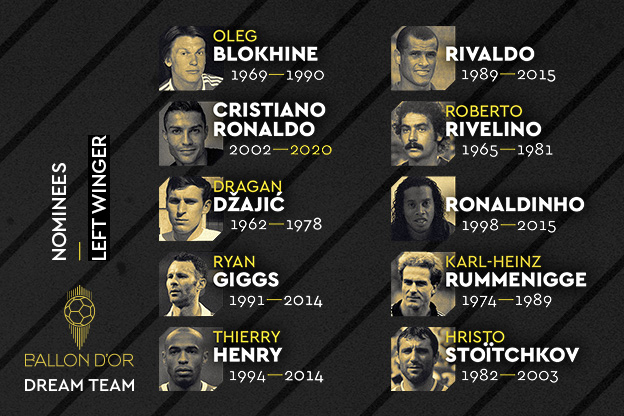 NOMINEES
LEFT WINGER
BALLON D'OR
DREAM TEAM
OLEG
BLOKHINE
1969—1990
CRISTIANO
RONALDO
2002—2020
DRAGAN
DŽAJIĆ
1962—1978
RYAN
GIGGS
1991—2014
THIERRY
HENRY
1994—2014
RIVALDO
1989—2015
ROBERTO
RIVELINO
1965—1981
RONALDINHO
1998—2015
KARL-HEINZ
RUMMENIGGE
1974—1989
HRISTO
STOÏTCHKOV
1982—2003